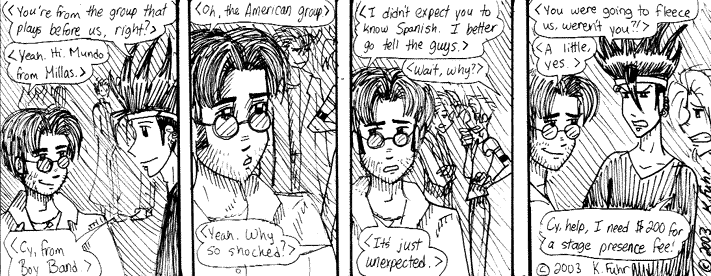 <You're from the group that
plays before us, right?>
<Yeah. Hi. Mundo
from Millas.>
<Cy, from
Boy Band.>
<Oh, the American group>
<Yeah. Why
so shocked?>
<I didn't expect you to
know Spanish. I better
go tell the guys.>
<Wait, why?>
<It's just
unexpected.>
<You were going to fleece
us, weren't you?!>
<A little,
yes.>
Cy, help, I need $200 for
a stage presence fee!
© 2003 K. Fuhr
© 2003 K. Fuhr